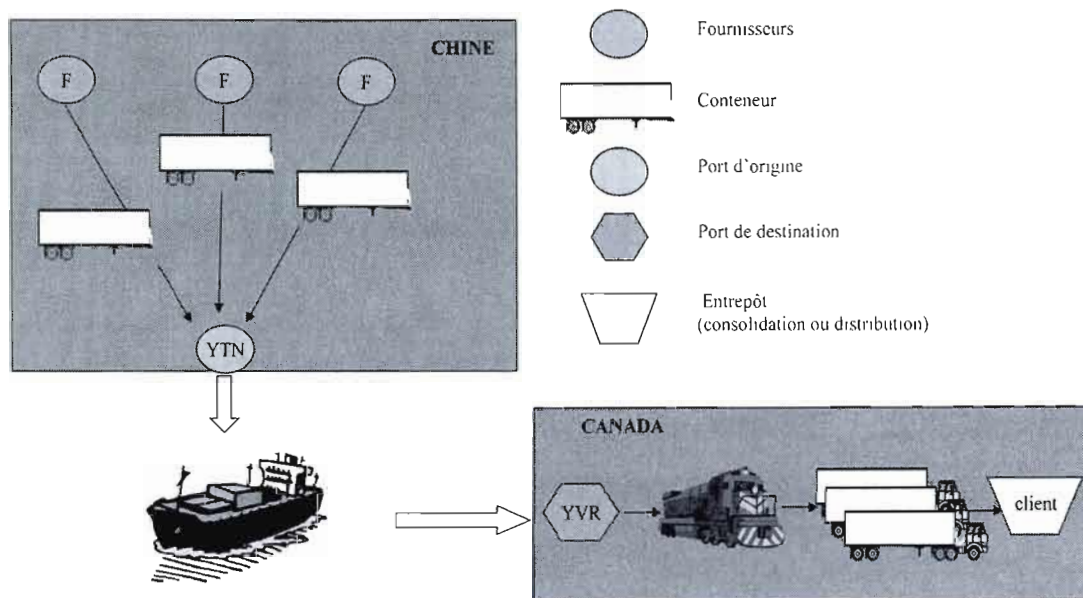 CHINE
F
F
F
YTN
Fournisseurs
Conteneur
Port d'origine
Port de destination
Entrepôt
(consolidation ou distribution)
CANADA
YVR
client